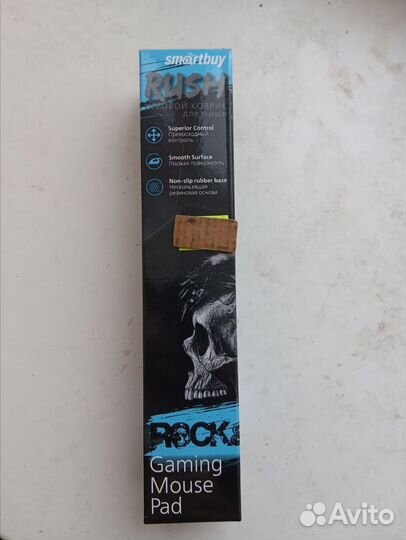 smartbuy
RUSH
ИГРОВОЙ КОВРИК
ДЛЯ МЫШИ
Superior Control
Превосходный
контроль
Smooth Surface
Гладкая поверхность
Non-slip rubber base
Нескользящая
резиновая основа
ROCK
Gaming
Mouse
Pad
Avito